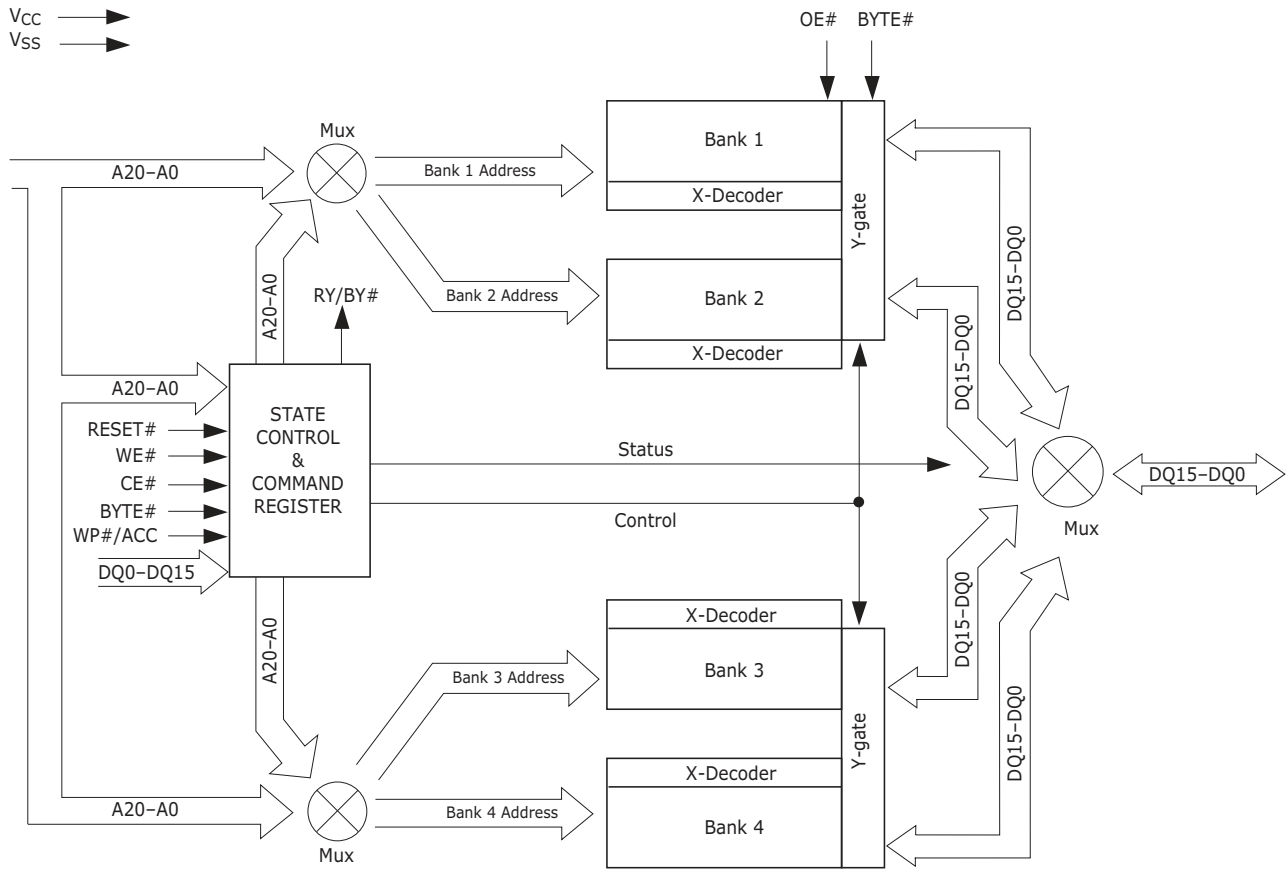 VCC
VSS
OE# BYTE#
Mux
Bank 1
A20–A0
Bank 1 Address
X-Decoder
Y-gate
DQ15–DQ0
A20–A0
RY/BY#
Bank 2 Address
Bank 2
X-Decoder
DQ15–DQ0
A20–A0
RESET#
WE#
CE#
BYTE#
WP#/ACC
DQ0–DQ15
STATE
CONTROL
&
COMMAND
REGISTER
Status
Control
Mux
DQ15–DQ0
A20–A0
X-Decoder
Bank 3 Address
Bank 3
DQ15–DQ0
Y-gate
DQ15–DQ0
X-Decoder
A20–A0
Bank 4 Address
Bank 4
Mux